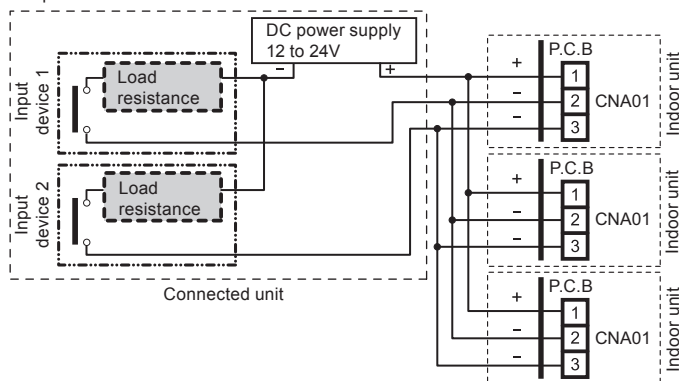 DC power supply
12 to 24V
-
+
Input
device 1
Load
resistance
Input
device 2
Load
resistance
Connected unit
P.C.B
+
-
-
1
2
3
CNA01
Indoor unit
P.C.B
+
-
-
1
2
3
CNA01
Indoor unit
P.C.B
+
-
-
1
2
3
CNA01
Indoor unit